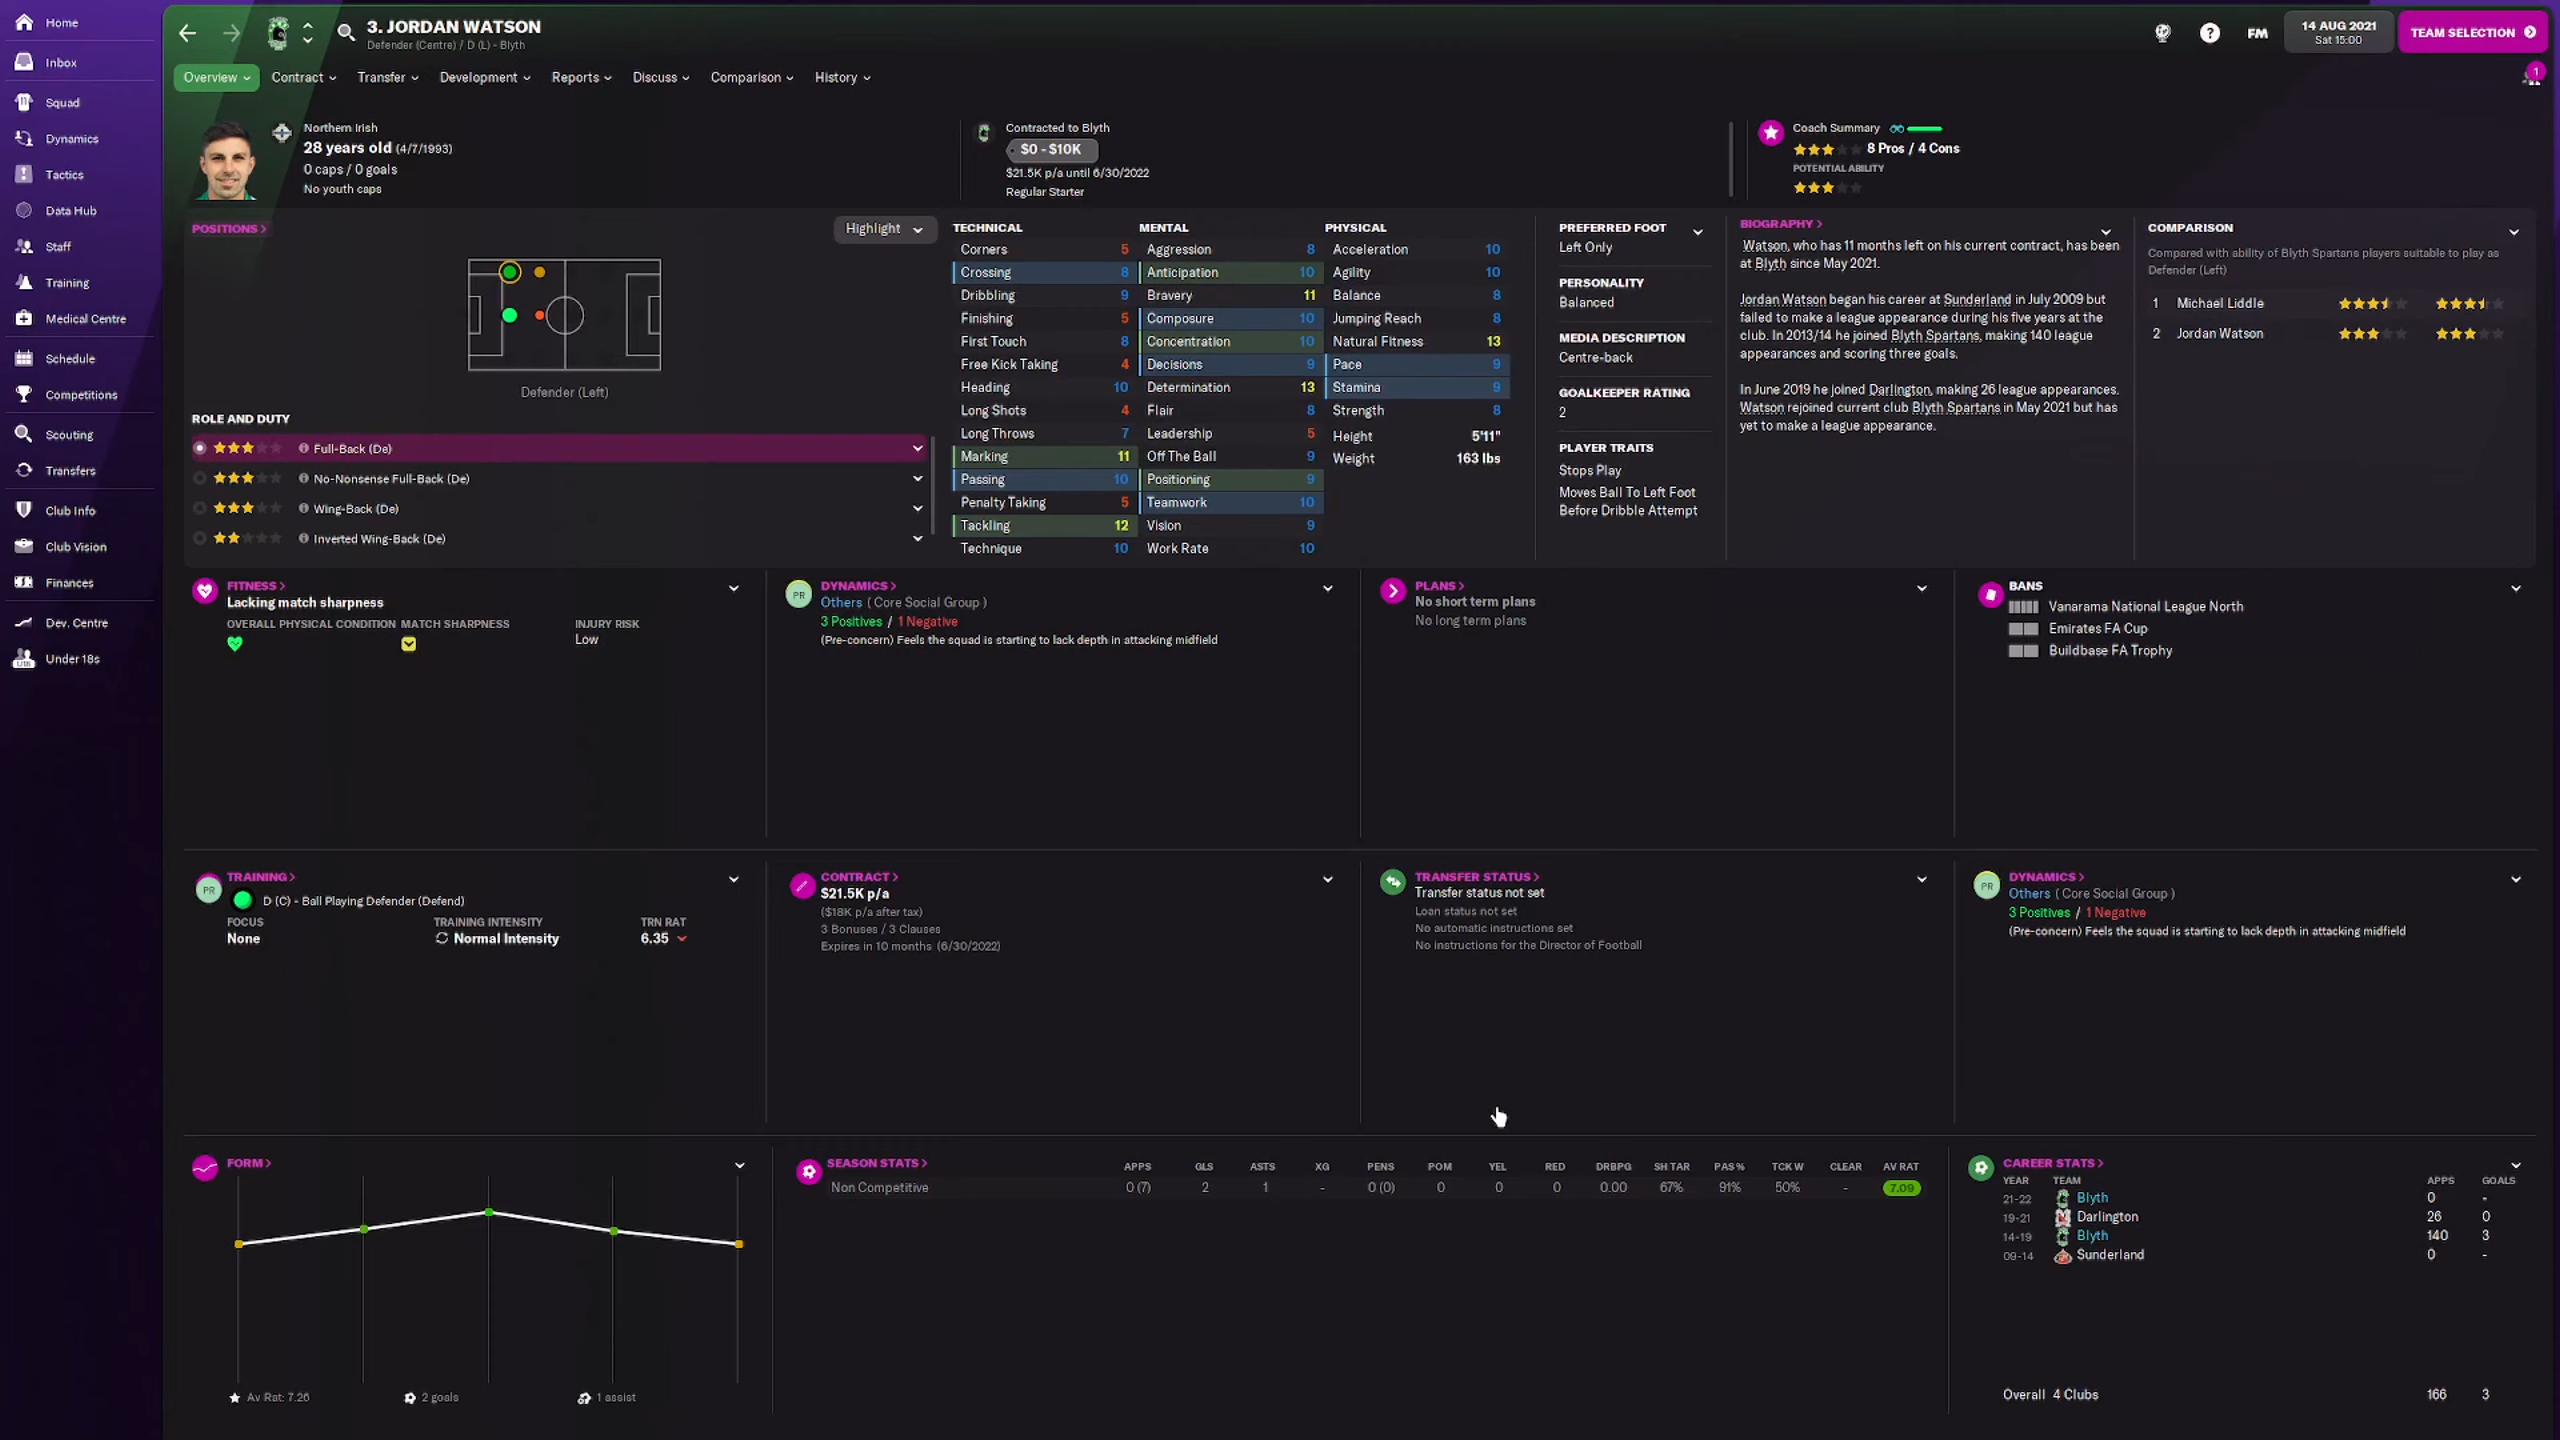 Home
Inbox
Squad
Dynamics
Tactics
Data Hub
Staff
Training
Medical Centre
Schedule
Competitions
Scouting
Transfers
Club Info
Club Vision
Finances
Dev. Centre
Under 18s
3. JORDAN WATSON
Defender (Centre) / D (L) - Blyth
FM
14 AUG 2021
Sat 15:00
TEAM SELECTION
Overview
Contract
Transfer
Development
Reports
Discuss
Comparison
History
1
Northern Irish
28 years old (4/7/1993)
0 caps / 0 goals
No youth caps
Contracted to Blyth
$0 - $10K
$21.5K p/a until 6/30/2022
Regular Starter
Coach Summary
8 Pros / 4 Cons
POTENTIAL ABILITY
POSITIONS >
Highlight
Defender (Left)
ROLE AND DUTY
Full-Back (De)
No-Nonsense Full-Back (De)
Wing-Back (De)
Inverted Wing-Back (De)
TECHNICAL
Corners 5
Crossing 8
Dribbling 9
Finishing 5
First Touch 8
Free Kick Taking 4
Heading 10
Long Shots 4
Long Throws 7
Marking 11
Passing 10
Penalty Taking 5
Tackling 12
Technique 10
MENTAL
Aggression 8
Anticipation 10
Bravery 11
Composure 10
Concentration 10
Decisions 9
Determination 13
Flair 8
Leadership 5
Off The Ball 9
Positioning 9
Teamwork 10
Vision 9
Work Rate 10
PHYSICAL
Acceleration 10
Agility 10
Balance 8
Jumping Reach 8
Natural Fitness 13
Pace 9
Stamina 9
Strength 8
Height 5'11"
Weight 163 lbs
PREFERRED FOOT
Left Only
PERSONALITY
Balanced
MEDIA DESCRIPTION
Centre-back
GOALKEEPER RATING
2
PLAYER TRAITS
Stops Play
Moves Ball To Left Foot
Before Dribble Attempt
BIOGRAPHY >
Watson, who has 11 months left on his current contract, has been
at Blyth since May 2021.
Jordan Watson began his career at Sunderland in July 2009 but
failed to make a league appearance during his five years at the
club. In 2013/14 he joined Blyth Spartans, making 140 league
appearances and scoring three goals.
In June 2019 he joined Darlington, making 26 league appearances.
Watson rejoined current club Blyth Spartans in May 2021 but has
yet to make a league appearance.
COMPARISON
Compared with ability of Blyth Spartans players suitable to play as
Defender (Left)
1 Michael Liddle
2 Jordan Watson
FITNESS >
Lacking match sharpness
OVERALL PHYSICAL CONDITION MATCH SHARPNESS INJURY RISK
Low
PR
DYNAMICS >
Others ( Core Social Group )
3 Positives / 1 Negative
(Pre-concern) Feels the squad is starting to lack depth in attacking midfield
PLANS >
No short term plans
No long term plans
BANS
Vanarama National League North
Emirates FA Cup
Buildbase FA Trophy
PR
TRAINING >
D (C) - Ball Playing Defender (Defend)
FOCUS TRAINING INTENSITY TRN RAT
None Normal Intensity 6.35
CONTRACT >
$21.5K p/a
($18K p/a after tax)
3 Bonuses / 3 Clauses
Expires in 10 months (6/30/2022)
TRANSFER STATUS >
Transfer status not set
Loan status not set
No automatic instructions set
No instructions for the Director of Football
PR
DYNAMICS >
Others ( Core Social Group )
3 Positives / 1 Negative
(Pre-concern) Feels the squad is starting to lack depth in attacking midfield
FORM >
Av Rat: 7.26 2 goals 1 assist
SEASON STATS > APPS GLS ASTS XG PENS POM YEL RED DRBPG SH TAR PAS % TCK W CLEAR AV RAT
Non Competitive 0 (7) 2 1 - 0 (0) 0 0 0 0.00 67% 91% 50% - 7.09
CAREER STATS >
YEAR TEAM APPS GOALS
21-22 Blyth 0 -
19-21 Darlington 26 0
14-19 Blyth 140 3
09-14 Sunderland 0 -
Overall 4 Clubs 166 3